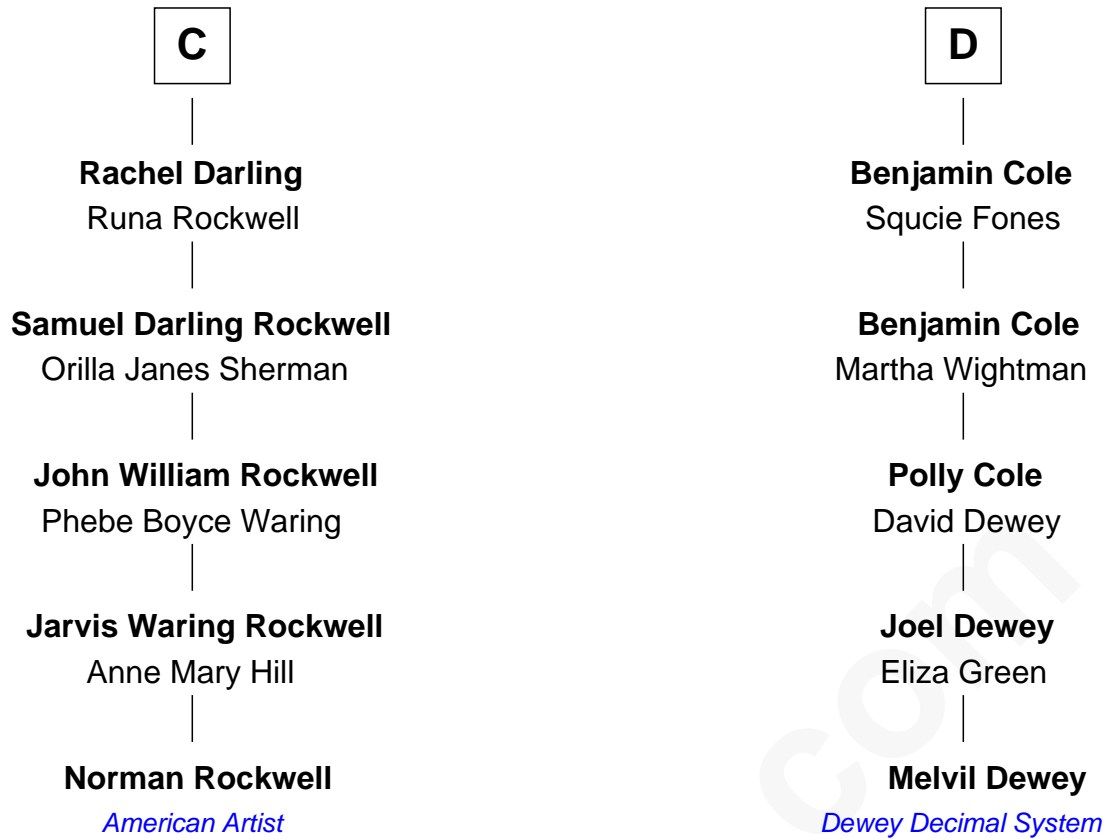 C
Rachel Darling
Runa Rockwell
Samuel Darling Rockwell
Orilla Janes Sherman
John William Rockwell
Phebe Boyce Waring
Jarvis Waring Rockwell
Anne Mary Hill
Norman Rockwell
American Artist
D
Benjamin Cole
Squcie Fones
Benjamin Cole
Martha Wightman
Polly Cole
David Dewey
Joel Dewey
Eliza Green
Melvil Dewey
Dewey Decimal System
com